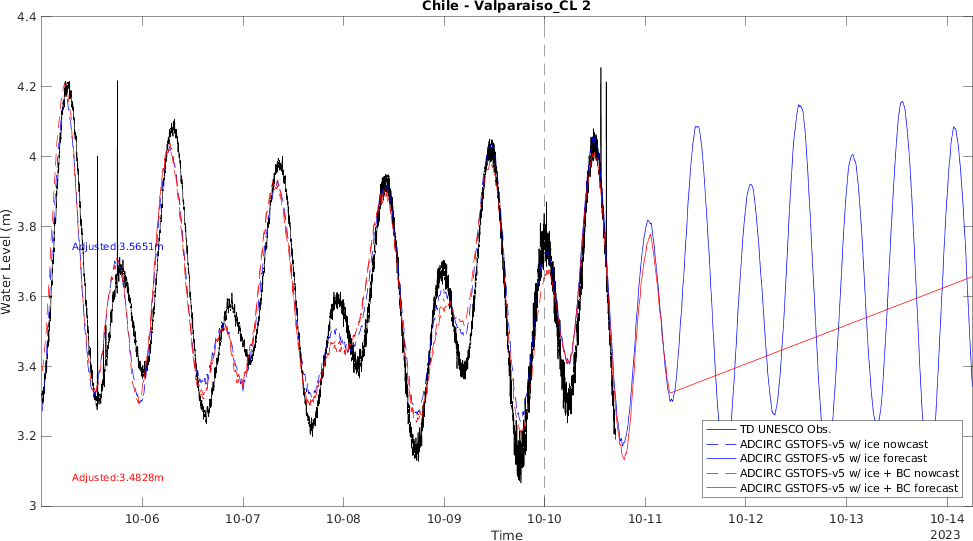 Chile - Valparaiso_CL 2
4.4
4.2
4
3.8
3.6
3.4
3.2
3
Water Level (m)
Adjusted:3.5651m
Adjusted:3.4828m
TD UNESCO Obs.
ADCIRC GSTOFS-v5 w/ ice nowcast
ADCIRC GSTOFS-v5 w/ ice forecast
ADCIRC GSTOFS-v5 w/ ice + BC nowcast
ADCIRC GSTOFS-v5 w/ ice + BC forecast
10-06 10-07 10-08 10-09 10-10 10-11 10-12 10-13 10-14
Time
2023